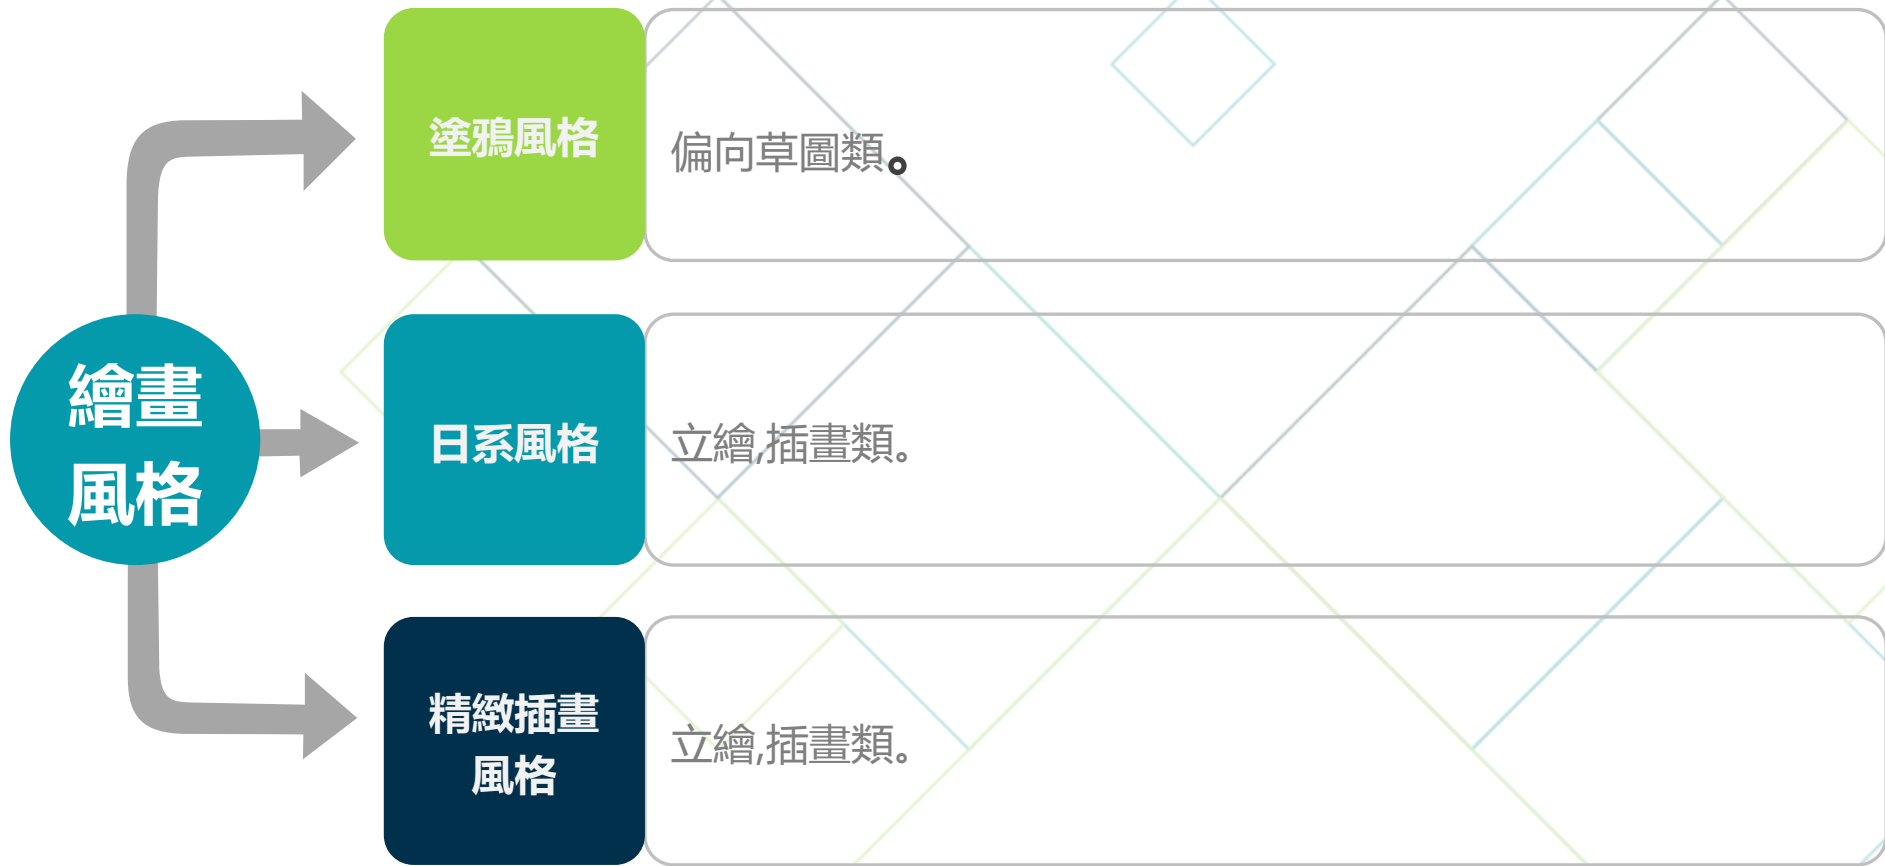 塗鴉風格
偏向草圖類。
繪畫
風格
日系風格
立繪,插畫類。
精緻插畫
風格
立繪,插畫類。